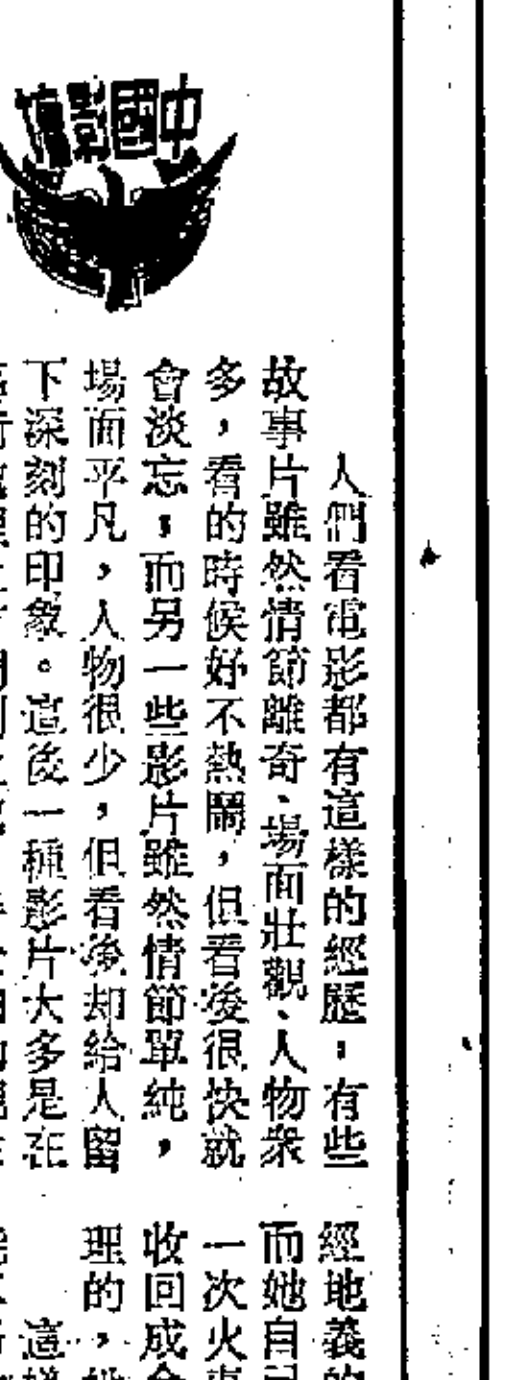 中國影壇
人們看電影都有這樣的經歷：有些
故事片雖然情節離奇、場面壯觀、人物衆
多，看的時候好不熱鬧，但看後很快就
會淡忘；而另一些影片雖然情節單純，
場面平凡，人物很少，但看後却給人留
下深刻的印象。這後一種影片大多是在
經地義的
而她自己
一次火車
收回成命
理的，她
這樣